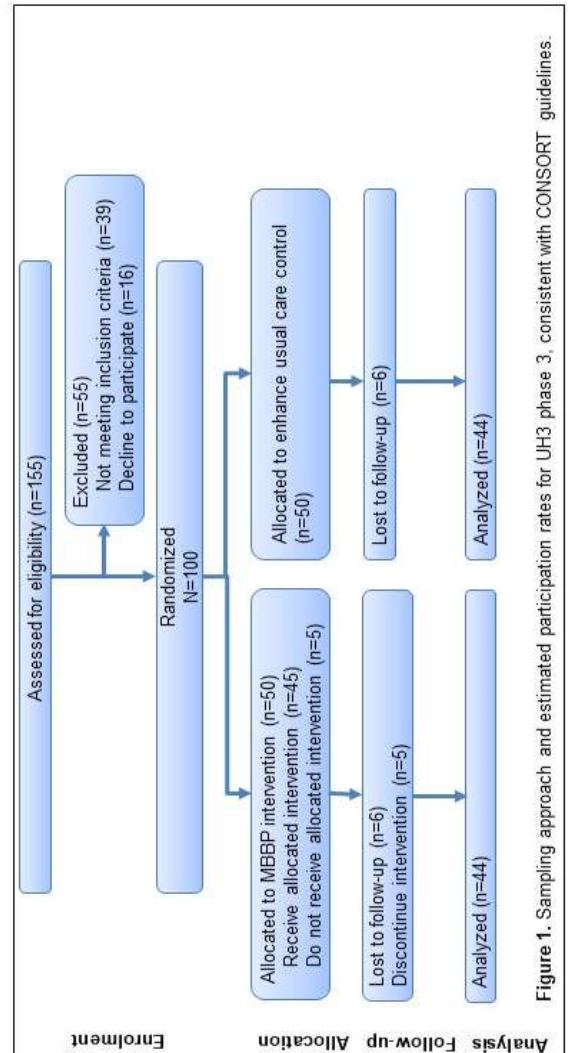 Enrolment
Assessed for eligibility (n=155)
Excluded (n=55)
Not meeting inclusion criteria (n=39)
Decline to participate (n=16)
Randomized
N=100
Allocation
Allocated to MBBP intervention (n=50)
Receive allocated intervention (n=45)
Do not receive allocated intervention (n=5)
Allocated to enhance usual care control
(n=50)
Follow-up
Lost to follow-up (n=6)
Discontinue intervention (n=5)
Lost to follow-up (n=6)
Analysis
Analyzed (n=44)
Analyzed (n=44)
Figure 1. Sampling approach and estimated participation rates for UH3 phase 3, consistent with CONSORT guidelines.